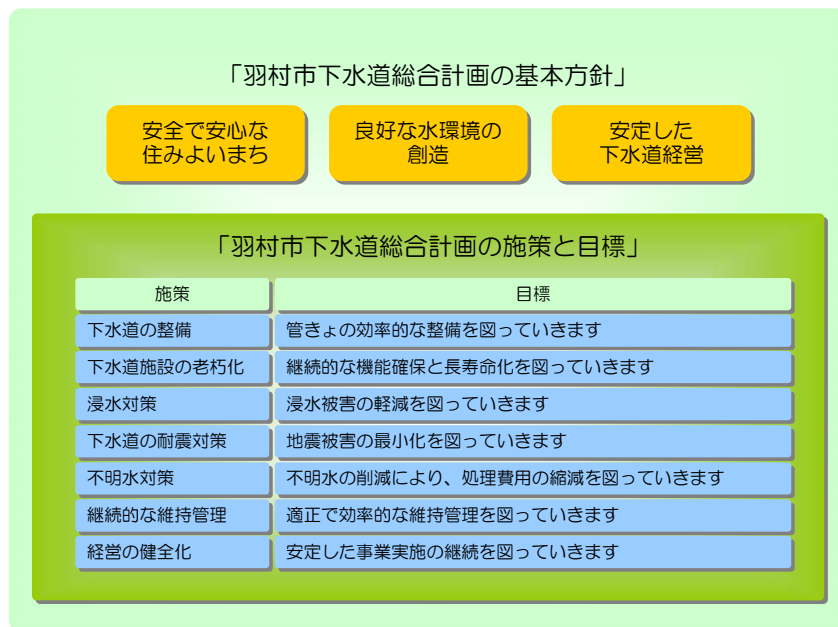 「羽村市下水道総合計画の基本方針」
安全で安心な
住みよいまち
良好な水環境の
創造
安定した
下水道経営
「羽村市下水道総合計画の施策と目標」
施策 目標
下水道の整備 管きょの効率的な整備を図っていきます
下水道施設の老朽化 継続的な機能確保と長寿命化を図っていきます
浸水対策 浸水被害の軽減を図っていきます
下水道の耐震対策 地震被害の最小化を図っていきます
不明水対策 不明水の削減により、処理費用の縮減を図っていきます
継続的な維持管理 適正で効率的な維持管理を図っていきます
経営の健全化 安定した事業実施の継続を図っていきます